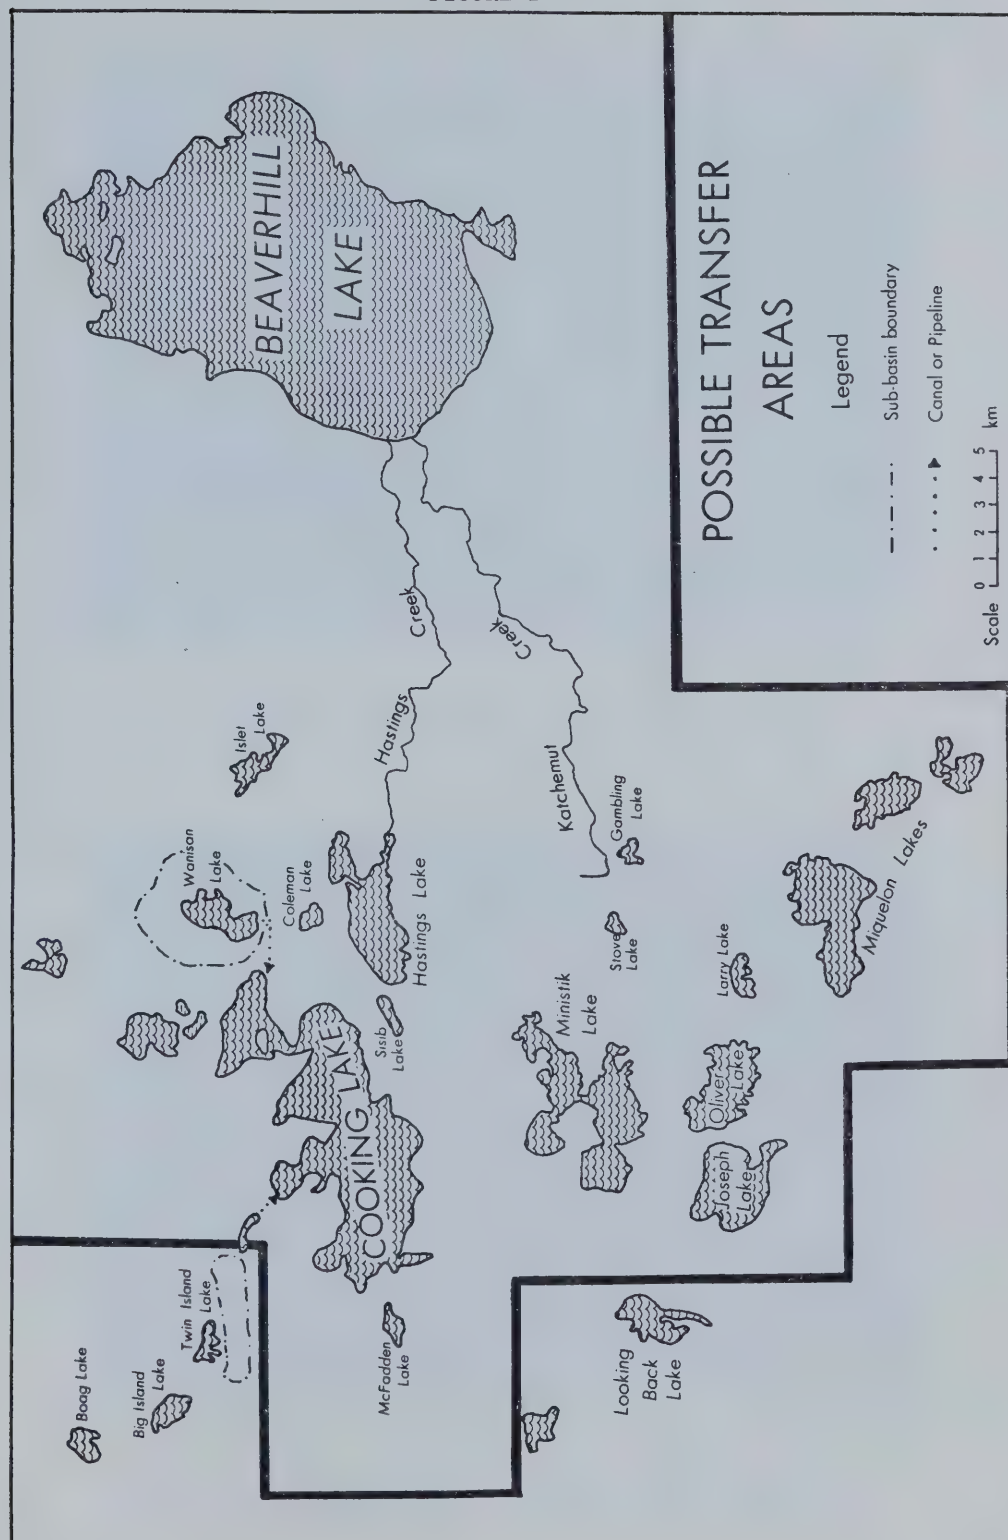 Boag Lake
Big Island
Lake
Twin Island
Lake
Wanisan
Lake
Islet
Lake
BEAVERHILL
LAKE
Coleman
Lake
COOKING LAKE
Hastings Creek
Sisib
Lake
McFadden
Lake
Hastings Lake
Katchemut Creek
Ministik
Lake
Gambling
Lake
Stove
Lake
Looking
Back
Lake
Joseph
Lake
Oliver
Lake
Larry Lake
Miquelon Lakes
POSSIBLE TRANSFER
AREAS
Legend
Sub-basin boundary
Canal or Pipeline
Scale 0 1 2 3 4 5 km